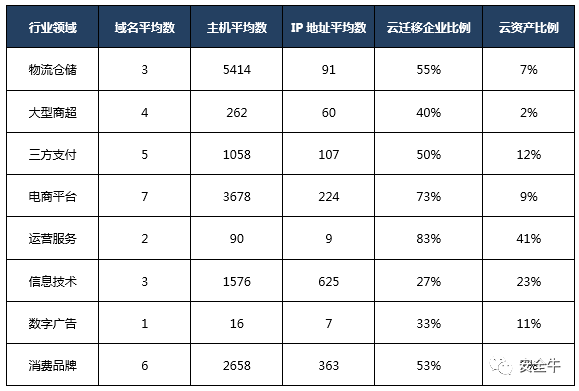 行业领域 域名平均数 主机平均数 IP 地址平均数 云迁移企业比例 云资产比例
物流仓储 3 5414 91 55% 7%
大型商超 4 262 60 40% 2%
三方支付 5 1058 107 50% 12%
电商平台 7 3678 224 73% 9%
运营服务 2 90 9 83% 41%
信息技术 3 1576 625 27% 23%
数字广告 1 16 7 33% 11%
消费品牌 6 2658 363 53%
安全牛